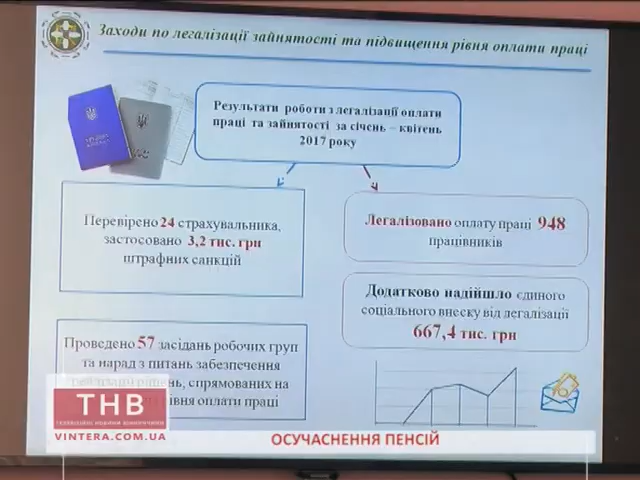 Заходи по легалізації зайнятості та підвищення рівня оплати праці
Результати роботи з легалізації оплати
праці та зайнятості за січень – квітень
2017 року
Перевірено 24 страхувальника,
застосовано 3,2 тис. грн
штрафних санкцій
Легалізовано оплату праці 948
працівників
Додатково надійшло єдиного
соціального внеску від легалізації
667,4 тис. грн
Проведено 57 засідань робочих груп
та нарад з питань забезпечення
спрямованих на
рівня оплати праці
ТНВ
VINTERA.COM.UA
ОСУЧАСНЕННЯ ПЕНСІЙ